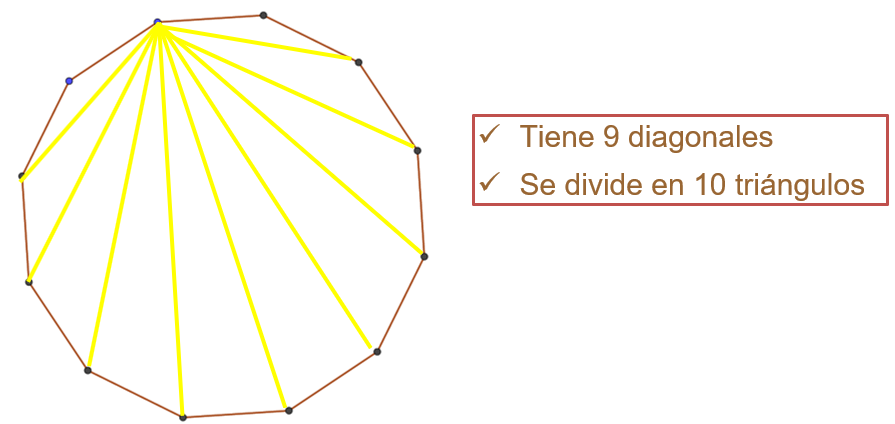 ✓ Tiene 9 diagonales
✓ Se divide en 10 triángulos